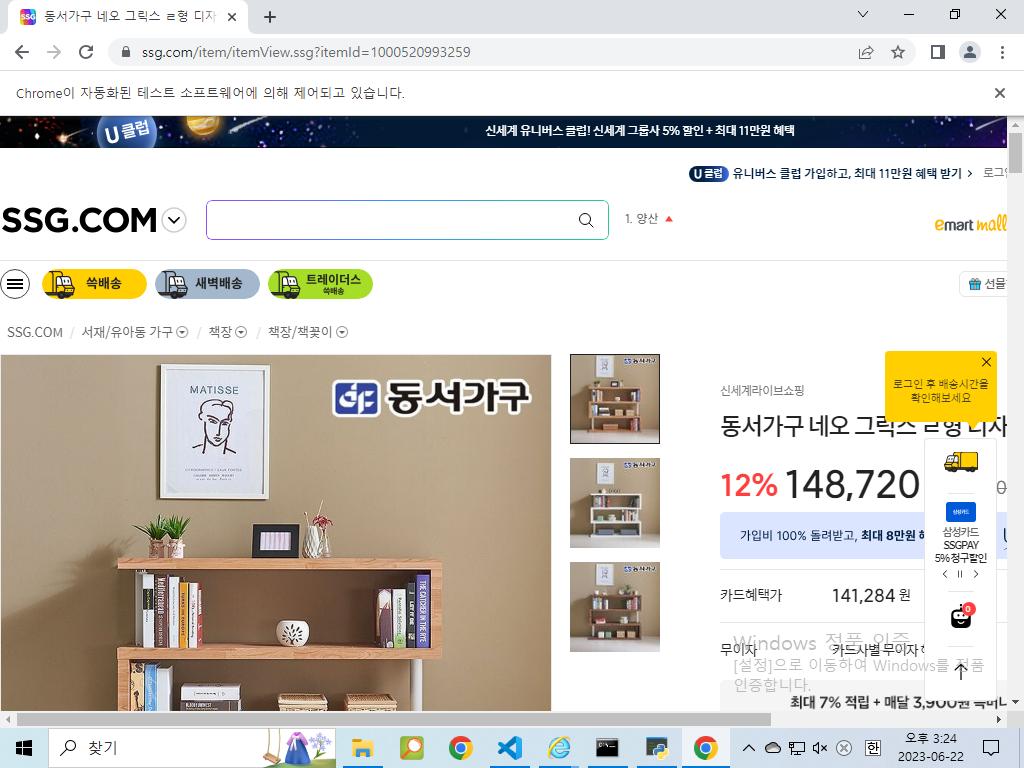 동서가구 네오 그릭스 ㄹ형 디자
ssg.com/item/itemView.ssg?itemId=1000520993259
Chrome이 자동화된 테스트 소프트웨어에 의해 제어되고 있습니다.
U 클럽
신세계 유니버스 클럽! 신세계 그룹사 5% 할인 + 최대 11만원 혜택
U 클럽 유니버스 클럽 가입하고, 최대 11만원 혜택 받기
SSG.COM
1. 양산
emart mall
쓱배송
새벽배송
트레이더스
쓱배송
선물
SSG.COM / 서재/유아동 가구 / 책장 / 책장/책꽂이
MATISSE
동서가구
THE CATCHER IN THE RYE
로그인 후 배송시간을
확인해보세요
신세계라이브쇼핑
동서가구 네오 그릭스 ㄹ형 디자
12% 148,720
가입비 100% 돌려받고, 최대 8만원
삼성카드
삼성카드
SSGPAY
5% 청구할인
카드혜택가 141,284 원
0
무이자 카드사별 무이자
Windows 정품 인증
[설정]으로 이동하여 Windows를 정품
인증합니다.
최대 7% 적립 + 매달 3,900원
찾기
한
오후 3:24
2023-06-22